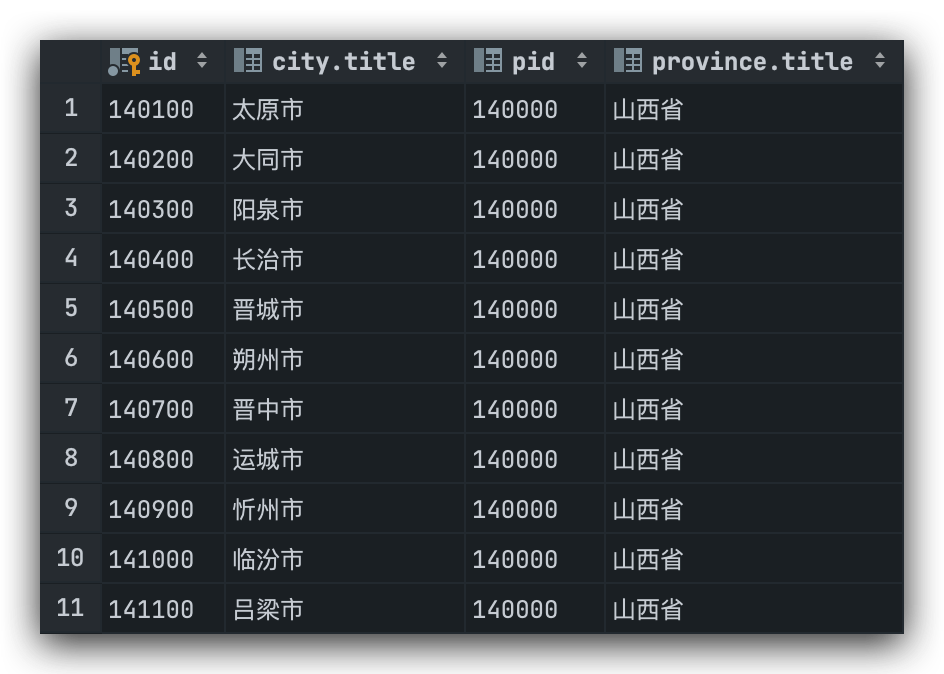 id city.title pid province.title
1 140100 太原市 140000 山西省
2 140200 大同市 140000 山西省
3 140300 阳泉市 140000 山西省
4 140400 长治市 140000 山西省
5 140500 晋城市 140000 山西省
6 140600 朔州市 140000 山西省
7 140700 晋中市 140000 山西省
8 140800 运城市 140000 山西省
9 140900 忻州市 140000 山西省
10 141000 临汾市 140000 山西省
11 141100 吕梁市 140000 山西省